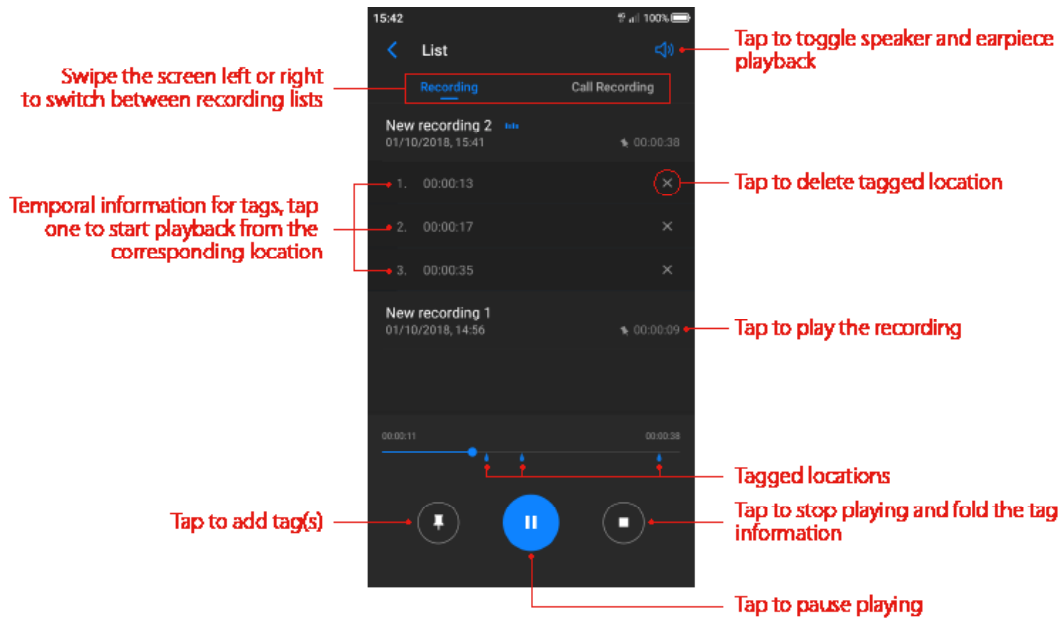 15:42
4G 100%
List
Tap to toggle speaker and earpiece
playback
Swipe the screen left or right
to switch between recording lists
Recording
Call Recording
New recording 2
01/10/2018, 15:41
00:00:38
1. 00:00:13
Tap to delete tagged location
Temporal information for tags, tap
one to start playback from the
corresponding location
2. 00:00:17
3. 00:00:35
New recording 1
01/10/2018, 14:56
00:00:09
Tap to play the recording
00:00:11
00:00:38
Tagged locations
Tap to add tag(s)
Tap to stop playing and fold the tag
information
Tap to pause playing